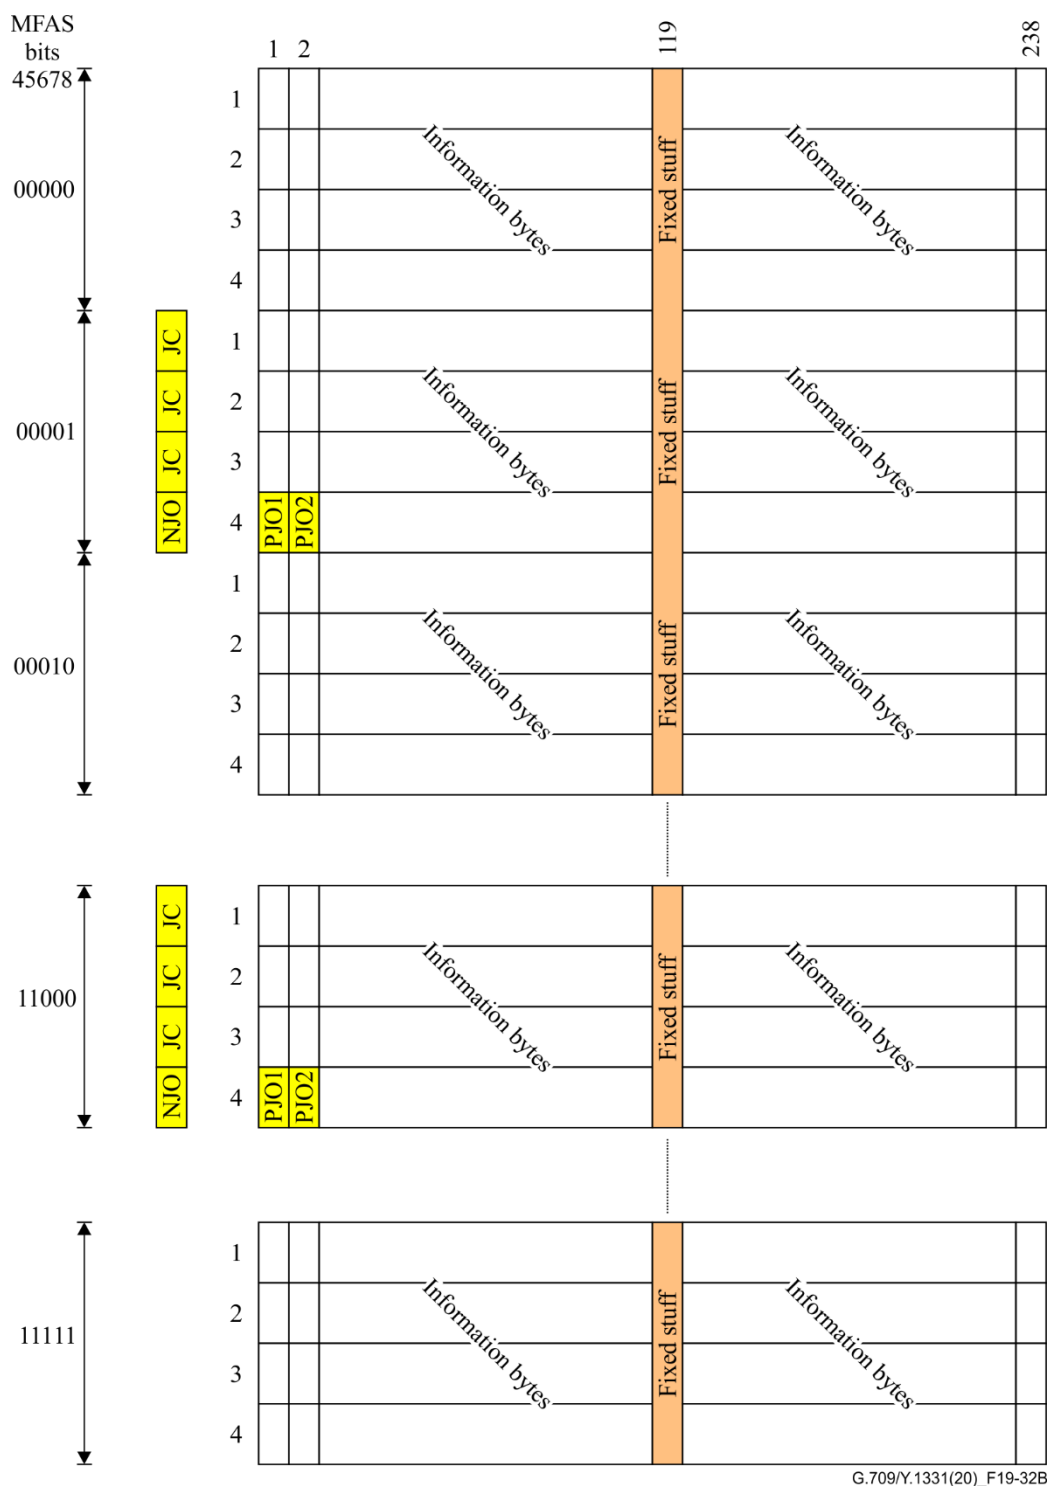 MFAS
bits
45678
1 2 119 238
00000
1
2
3
4
Information bytes
Fixed stuff
Information bytes
00001
JC
JC
JC
NJO
1
2
3
4
PJO1
PJO2
Information bytes
Fixed stuff
Information bytes
00010
1
2
3
4
Information bytes
Fixed stuff
Information bytes
11000
JC
JC
JC
NJO
1
2
3
4
PJO1
PJO2
Information bytes
Fixed stuff
Information bytes
11111
1
2
3
4
Information bytes
Fixed stuff
Information bytes
G.709/Y.1331(20)_F19-32B